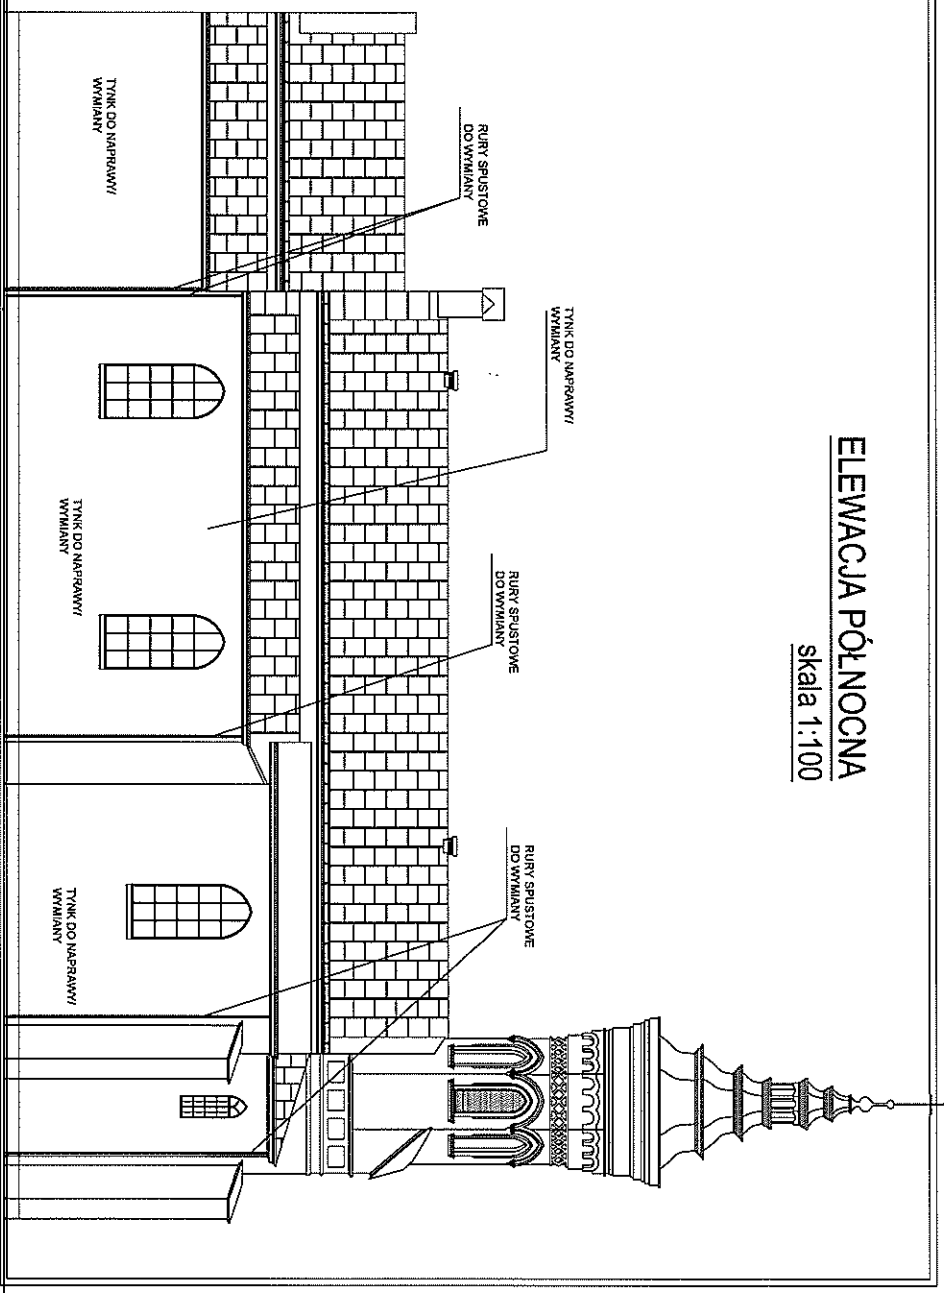 ELEWACJA PÓŁNOCNA
skala 1:100
RURY SPUSTOWE
DO WYMIANY
TYNK DO NAPRAWY/
WYMIANY
RURY SPUSTOWE
DO WYMIANY
RURY SPUSTOWE
DO WYMIANY
TYNK DO NAPRAWY/
WYMIANY
TYNK DO NAPRAWY/
WYMIANY
TYNK DO NAPRAWY/
WYMIANY